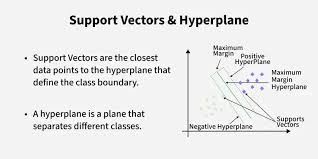 Support Vectors & Hyperplane
• Support Vectors are the closest
data points to the hyperplane that
define the class boundary.
• A hyperplane is a plane that
separates different classes.
Maximum
Margin
Positive
HyperPlane
Maximum
Margin
Hyperplane
Negative Hyperplane
Supports
Vectors